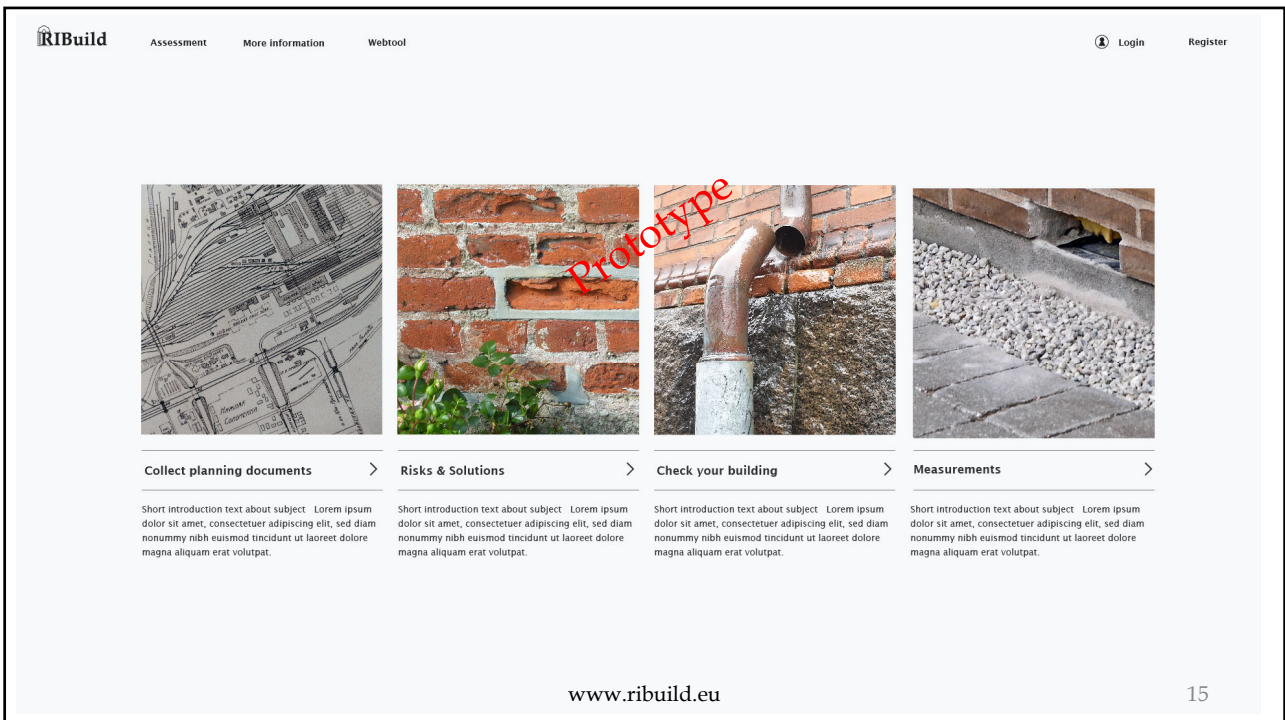 RIBuild
Assessment
More information
Webtool
Login
Register
Prototype
Collect planning documents
Short introduction text about subject Lorem ipsum
dolor sit amet, consectetuer adipiscing elit, sed diam
nonummy nibh euismod tincidunt ut laoreet dolore
magna aliquam erat volutpat.
Risks & Solutions
Short introduction text about subject Lorem ipsum
dolor sit amet, consectetuer adipiscing elit, sed diam
nonummy nibh euismod tincidunt ut laoreet dolore
magna aliquam erat volutpat.
Check your building
Short introduction text about subject Lorem ipsum
dolor sit amet, consectetuer adipiscing elit, sed diam
nonummy nibh euismod tincidunt ut laoreet dolore
magna aliquam erat volutpat.
Measurements
Short introduction text about subject Lorem ipsum
dolor sit amet, consectetuer adipiscing elit, sed diam
nonummy nibh euismod tincidunt ut laoreet dolore
magna aliquam erat volutpat.
www.ribuild.eu
15